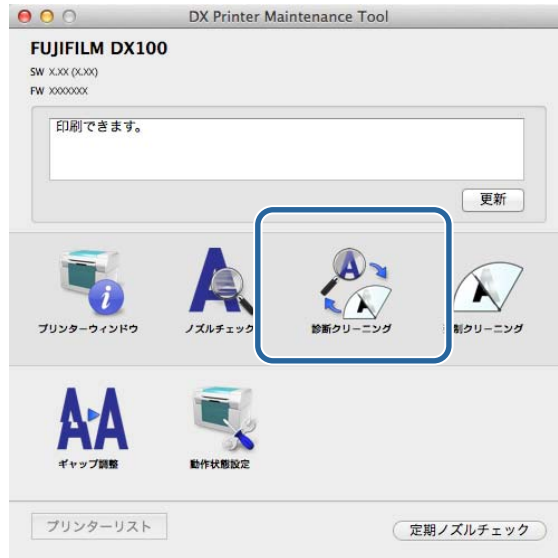 DX Printer Maintenance Tool
FUJIFILM DX100
SW X.XX (X.XX)
FW XXXXXXX
印刷できます。
更新
プリンターウィンドウ
ノズルチェック
診断クリーニング
制クリーニング
ギャップ調整
動作状態設定
プリンターリスト
定期ノズルチェック